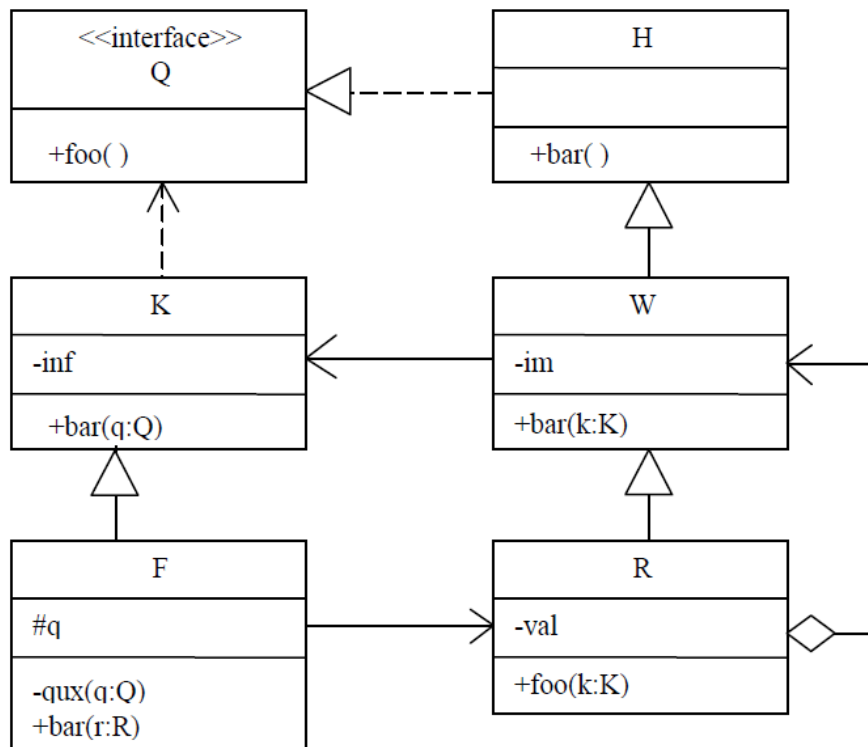 <<interface>>
Q
+foo( )
H
+bar( )
K
-inf
+bar(q:Q)
W
-im
+bar(k:K)
F
#q
-qux(q:Q)
+bar(r:R)
R
-val
+foo(k:K)